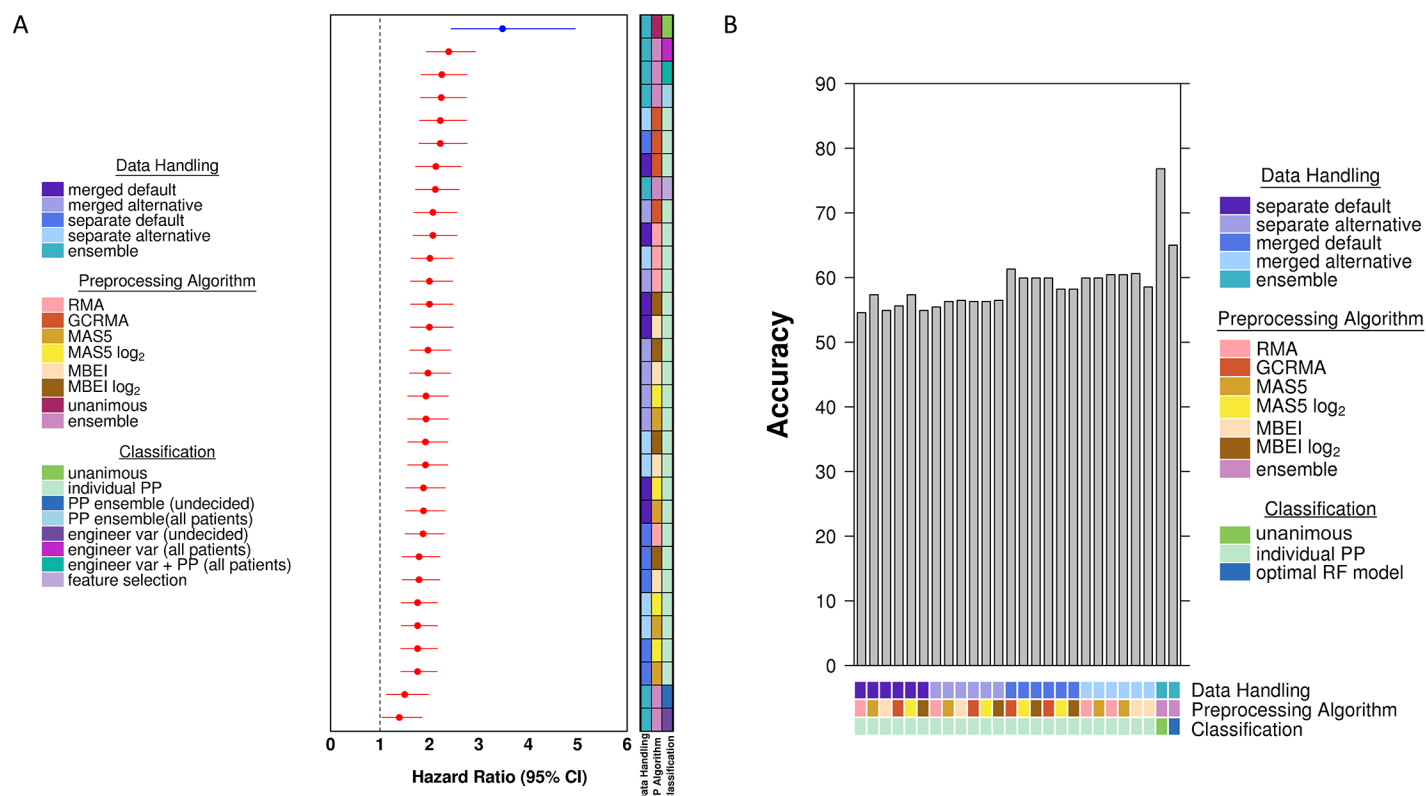 A
Data Handling
merged default
merged alternative
separate default
separate alternative
ensemble
Preprocessing Algorithm
RMA
GCRMA
MAS5
MAS5 log2
MBEI
MBEI log2
unanimous
ensemble
Classification
unanimous
individual PP
PP ensemble (undecided)
PP ensemble(all patients)
engineer var (undecided)
engineer var (all patients)
engineer var + PP (all patients)
feature selection
0 1 2 3 4 5 6
Hazard Ratio (95% CI)
Data Handling
P Algorithm
Classification
B
90
80
70
60
50
40
30
20
10
0
Accuracy
Data Handling
Preprocessing Algorithm
Classification
Data Handling
separate default
separate alternative
merged default
merged alternative
ensemble
Preprocessing Algorithm
RMA
GCRMA
MAS5
MAS5 log2
MBEI
MBEI log2
ensemble
Classification
unanimous
individual PP
optimal RF model